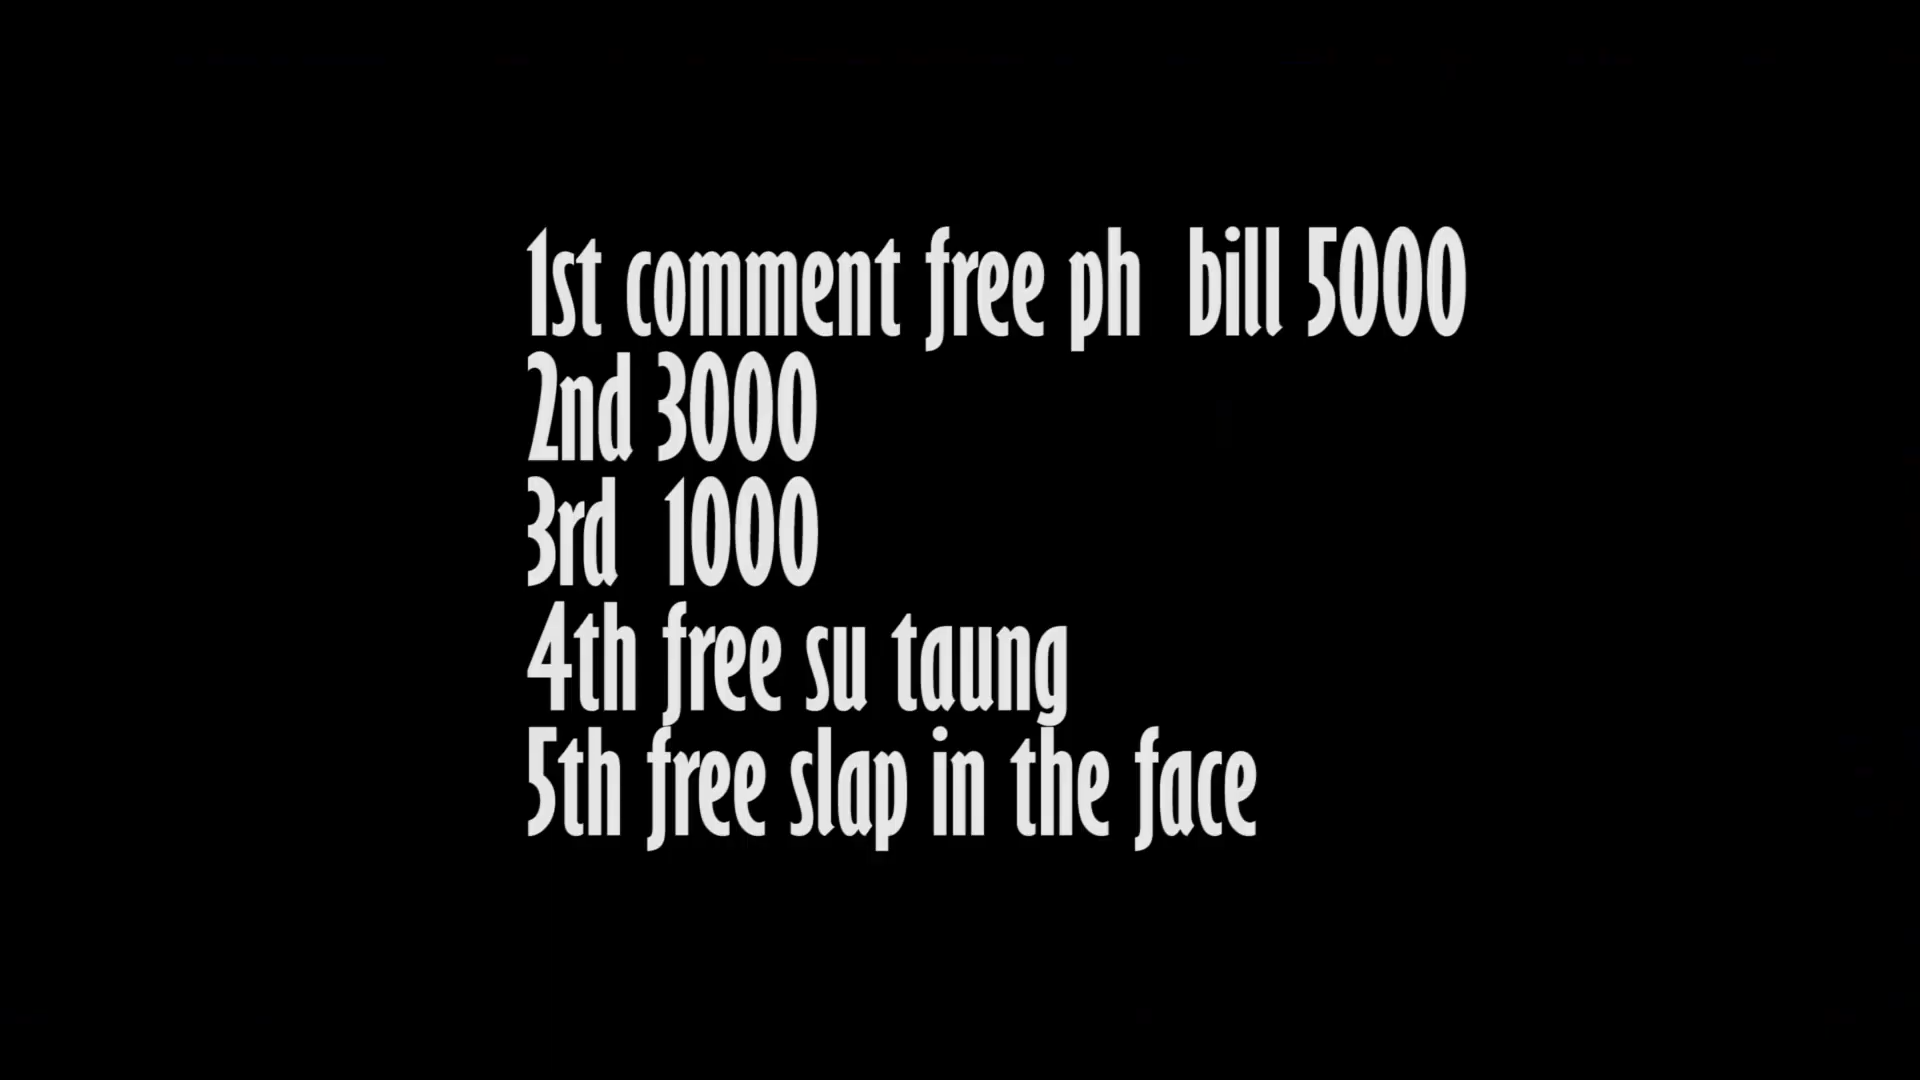 1st comment free ph  bill 5000
2nd 3000
3rd  1000
4th free su taung
5th free slap in the face